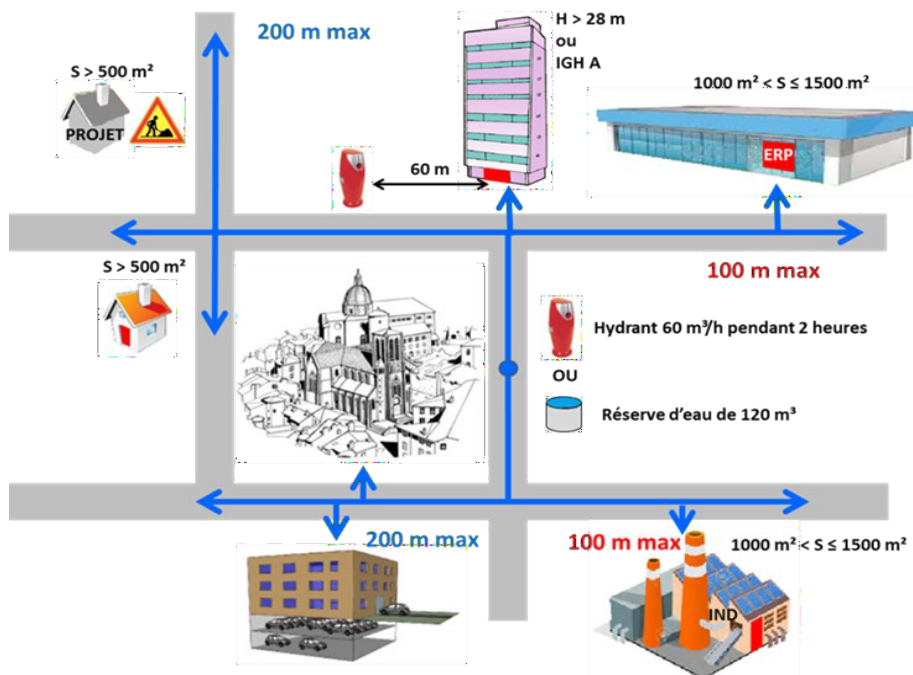 200 m max
H > 28 m
ou
IGH A
S > 500 m²
PROJET
1000 m² < S ≤ 1500 m²
ERP
60 m
S > 500 m²
100 m max
Hydrant 60 m³/h pendant 2 heures
OU
Réserve d'eau de 120 m³
200 m max
100 m max
1000 m² < S ≤ 1500 m²
IND